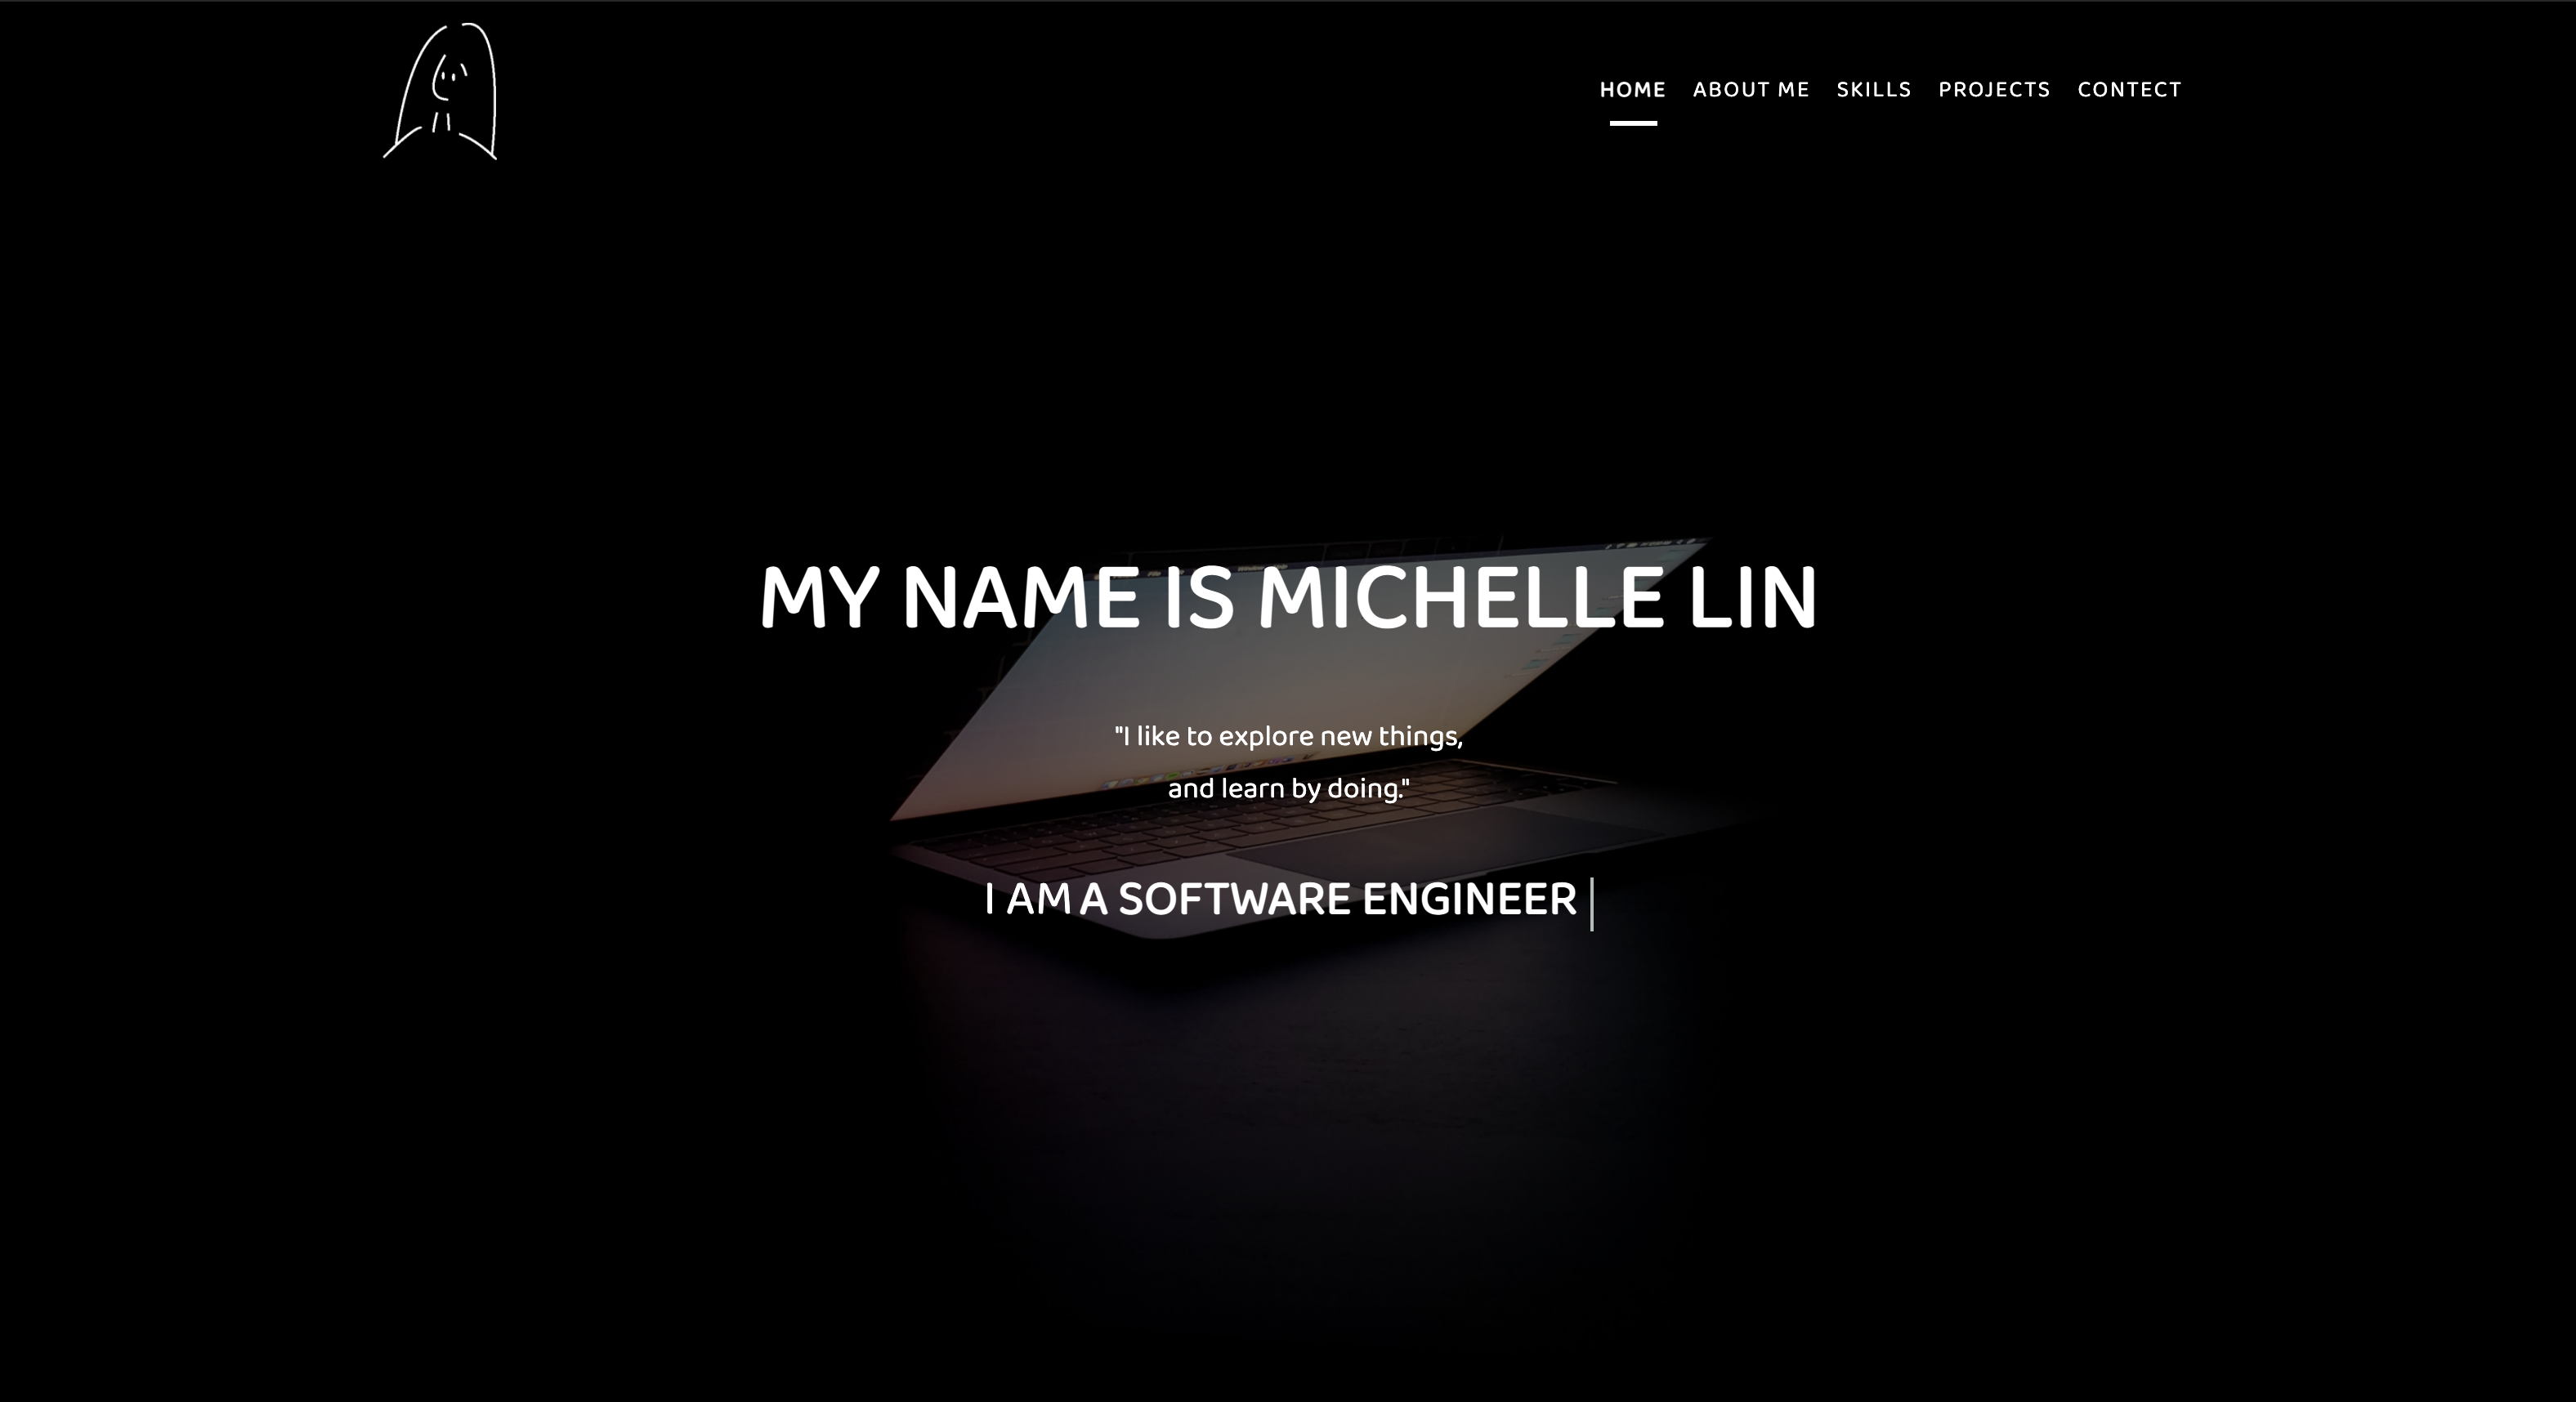 HOME ABOUT ME SKILLS PROJECTS CONTACT
MY NAME IS MICHELLE LIN
"I like to explore new things,
and learn by doing."
I AM A SOFTWARE ENGINEER